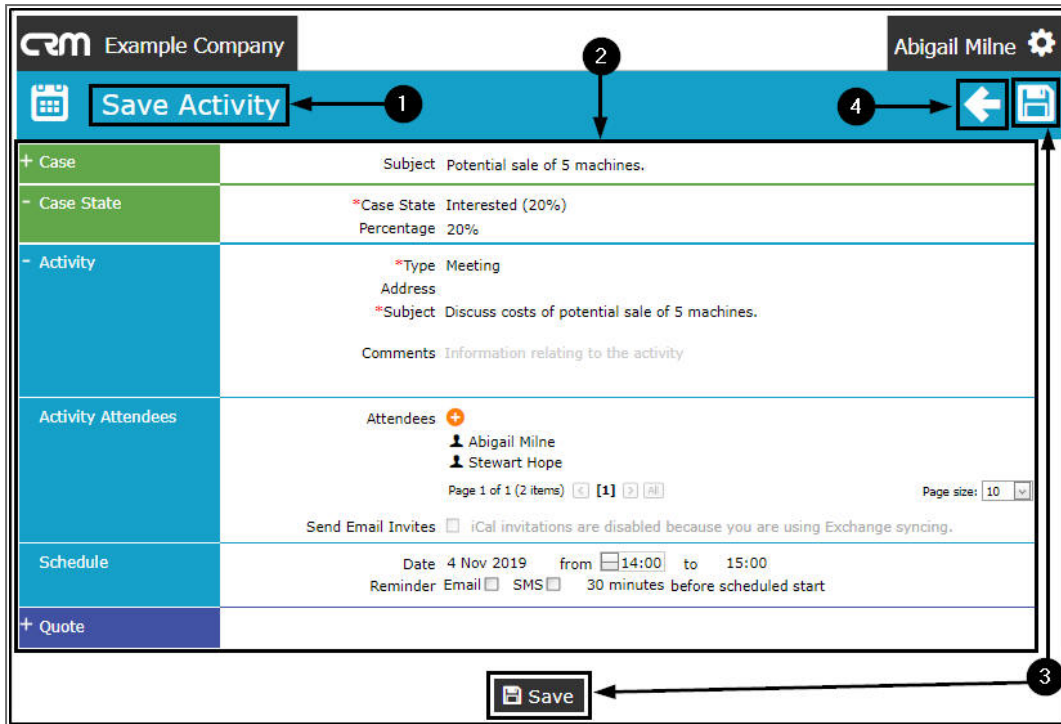 CRM Example Company
Abigail Milne
2
Save Activity
1
4
+ Case
Subject Potential sale of 5 machines.
- Case State
*Case State Interested (20%)
Percentage 20%
- Activity
*Type Meeting
Address
*Subject Discuss costs of potential sale of 5 machines.
Comments Information relating to the activity
Activity Attendees
Attendees
Abigail Milne
Stewart Hope
Page 1 of 1 (2 items) < [1] > All
Page size: 10
Send Email Invites iCal invitations are disabled because you are using Exchange syncing.
Schedule
Date 4 Nov 2019 from 14:00 to 15:00
Reminder Email SMS 30 minutes before scheduled start
+ Quote
3
Save